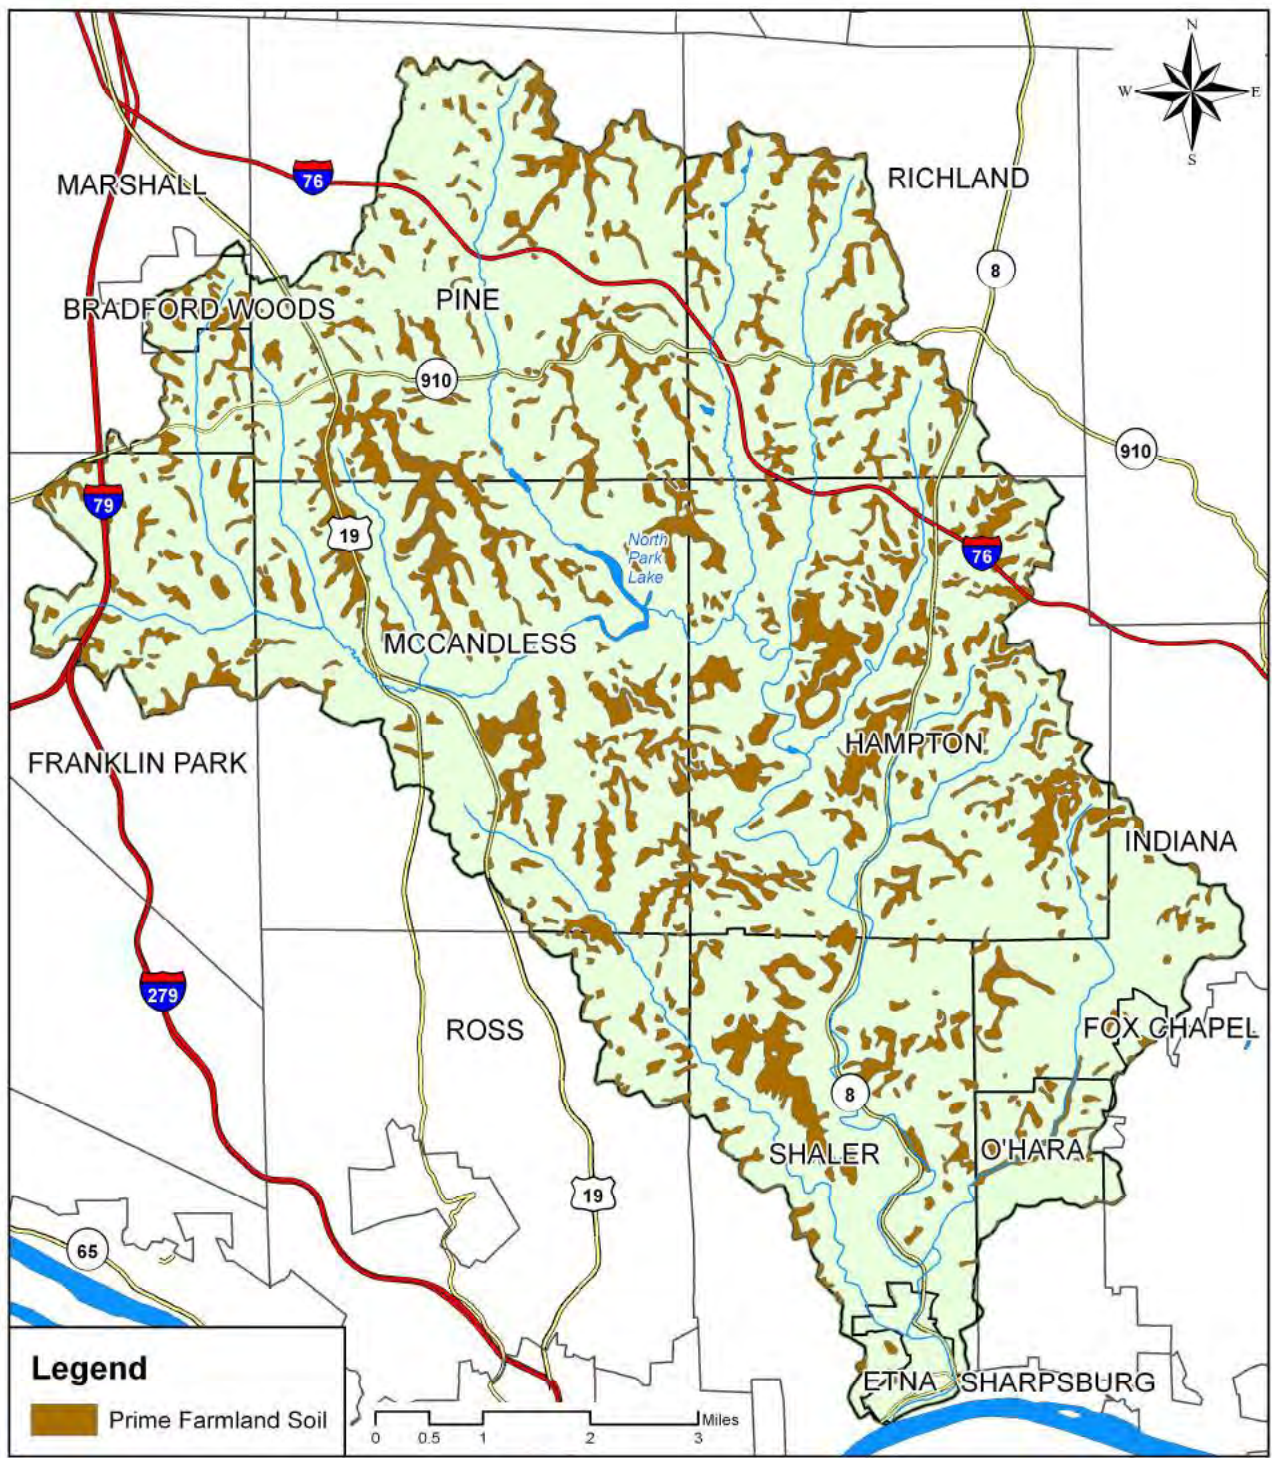 N
W E
S
MARSHALL
76
RICHLAND
8
BRADFORD WOODS
PINE
910
910
79
19
North
Park
Lake
76
MCCANDLESS
HAMPTON
FRANKLIN PARK
INDIANA
279
ROSS
FOX CHAPEL
8
SHALER
O'HARA
19
65
Legend
Prime Farmland Soil
ETNA
SHARPSBURG
Miles
0 0.5 1 2 3